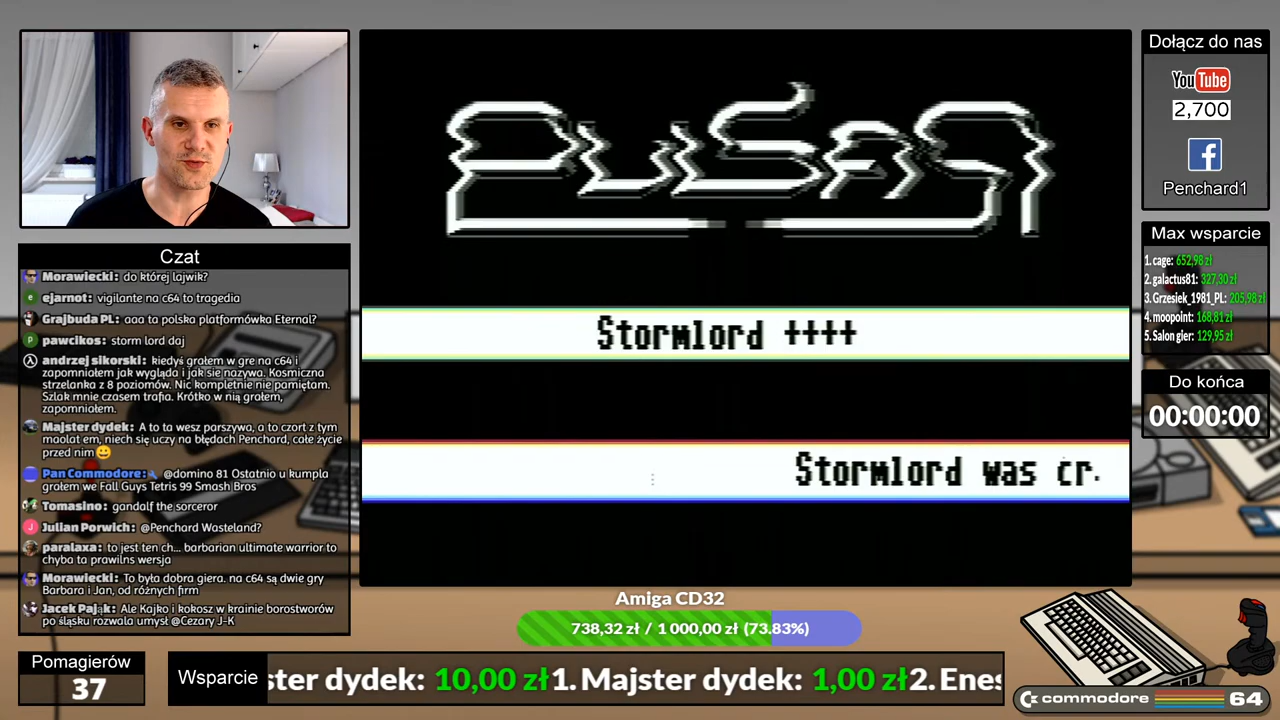 Dołącz do nas
YouTube
2,700
Penchard1
PULSAR
Stormlord ++++
Stormlord was cr.
Czat
Morawiecki: do której lajwik?
ejarnot: vigilante na c64 to tragedia
Grajbuda PL: aaa ta polska platformówka Eternal?
pawcikos: storm lord daj
andrzej sikorski: kiedyś grałem w gre na c64 i
zapomniałem jak wygląda i jak sie nazywa. Kosmiczna
strzelanka z 8 poziomów. Nic kompletnie nie pamiętam.
Szlak mnie czasem trafia. Krótko w nią grałem,
zapomniałem.
Majster dydek: A to ta wesz parszywa, a to czort z tym
maolat em, niech się uczy na błędach Penchard, całe życie
przed nim😀
Pan Commodore:🔧 @domino 81 Ostatnio u kumpla
grałem we Fall Guys Tetris 99 Smash Bros
Tomasino: gandalf the sorceror
Julian Porwich: @Penchard Wasteland?
paralaxa: to jest ten ch... barbarian ultimate warrior to
chyba ta prawilns wersja
Morawiecki: To była dobra giera. na c64 są dwie gry
Barbara i Jan, od różnych firm
Jacek Pająk: Ale Kajko i kokosz w krainie borostworów
po śląsku rozwala umysł @Cezary J-K
Max wsparcie
1. cage: 652,98 zł
2. galactus81: 327,30 zł
3. Grzesiek_1981_PL: 205,98 zł
4. moopoint: 168,81 zł
5. Salon gier: 129,95 zł
Do końca
00:00:00
Amiga CD32
738,32 zł / 1 000,00 zł (73.83%)
Pomagierów
37
Wsparcie
ster dydek: 10,00 zł 1. Majster dydek: 1,00 zł 2. Enes
commodore 64